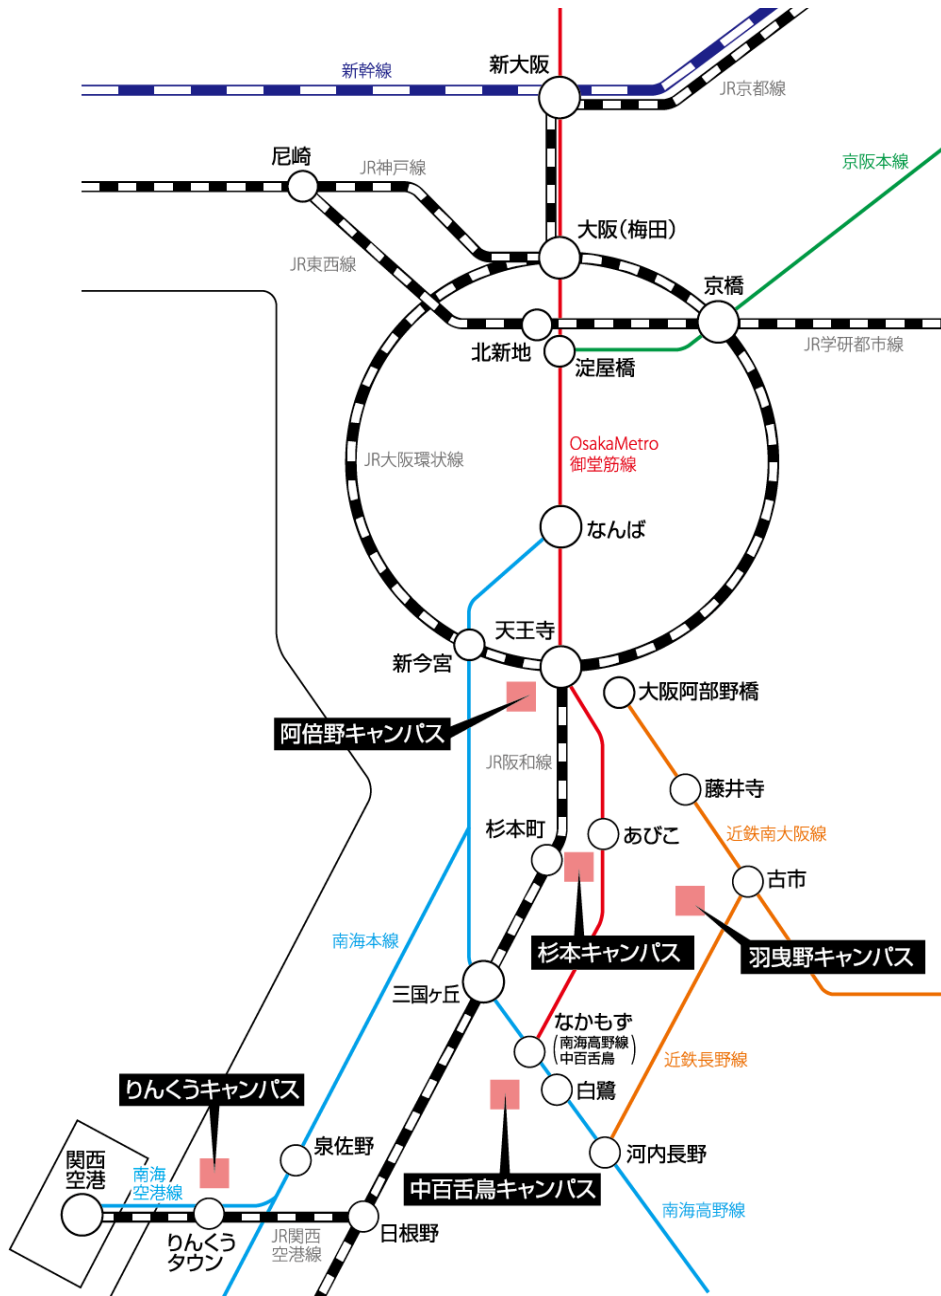 新大阪
新幹線
JR京都線
尼崎
JR神戸線
京阪本線
大阪(梅田)
JR東西線
京橋
北新地
淀屋橋
JR学研都市線
OsakaMetro
御堂筋線
JR大阪環状線
なんば
天王寺
新今宮
大阪阿部野橋
阿倍野キャンパス
JR阪和線
藤井寺
杉本町
あびこ
近鉄南大阪線
古市
南海本線
杉本キャンパス
羽曳野キャンパス
三国ヶ丘
なかもず
(南海高野線
中百舌鳥)
近鉄長野線
りんくうキャンパス
白鷺
泉佐野
河内長野
関西
空港
南海
空港線
中百舌鳥キャンパス
南海高野線
りんくう
タウン
JR関西
空港線
日根野